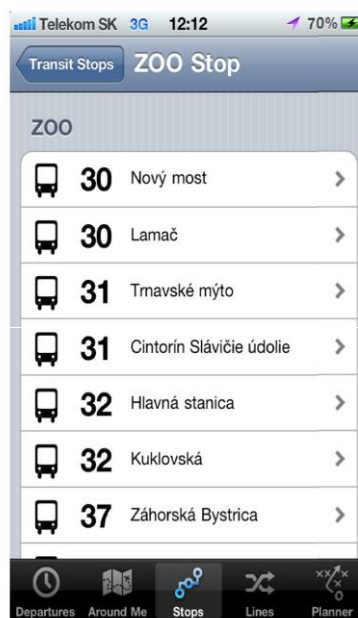 Telekom SK 3G 12:12 70%
Transit Stops ZOO Stop
ZOO
30 Nový most
30 Lamač
31 Trnavské mýto
31 Cintorín Slávičie údolie
32 Hlavná stanica
32 Kuklovská
37 Záhorská Bystrica
Departures Around Me Stops Lines Planner